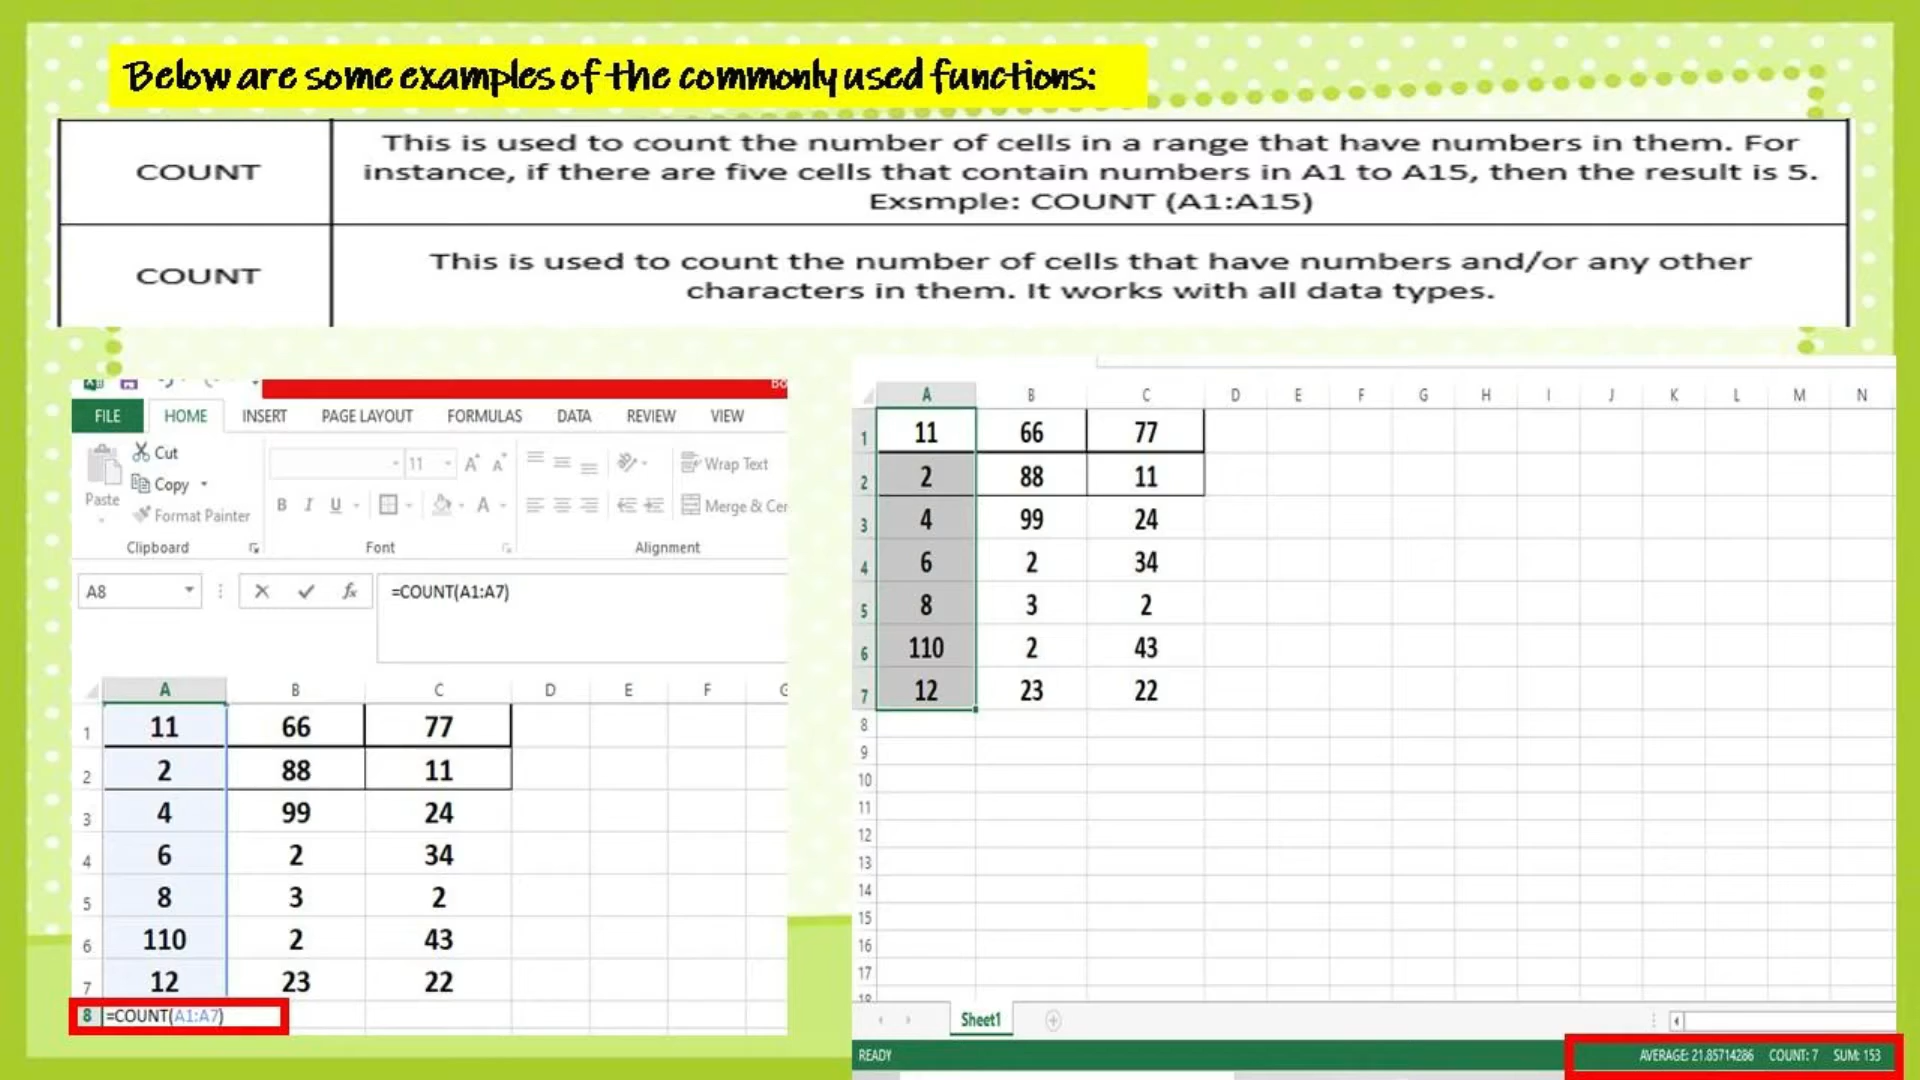 Below are some examples of the commonly used functions:
COUNT
This is used to count the number of cells in a range that have numbers in them. For
instance, if there are five cells that contain numbers in A1 to A15, then the result is 5.
Exsmple: COUNT (A1:A15)
COUNT
This is used to count the number of cells that have numbers and/or any other
characters in them. It works with all data types.
FILE HOME INSERT PAGE LAYOUT FORMULAS DATA REVIEW VIEW
Cut
Copy
Format Painter
Paste
11
A A
Wrap Text
B I U A
Merge & Cer
Clipboard Font Alignment
A8 fx =COUNT(A1:A7)
A B C D E F G
1 11 66 77
2 2 88 11
3 4 99 24
4 6 2 34
5 8 3 2
6 110 2 43
7 12 23 22
8 =COUNT(A1:A7)
A B C D E F G H I J K L M N
1 11 66 77
2 2 88 11
3 4 99 24
4 6 2 34
5 8 3 2
6 110 2 43
7 12 23 22
8
9
10
11
12
13
14
15
16
17
18
Sheet1
READY AVERAGE: 21.85714286 COUNT: 7 SUM: 153